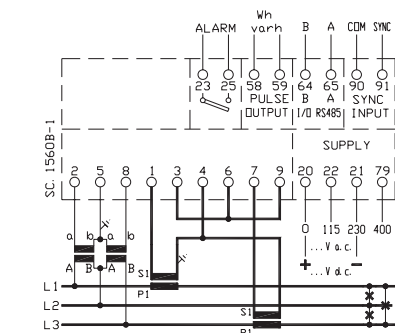 Wh
ALARM varh B A COM SYNC
23 25 58 59 64 65 90 91
PULSE B A SYNC
OUTPUT I/O RS485 INPUT
SUPPLY
SC. 1560B-1
2 5 8 1 3 4 6 7 9 20 22 21 79
0 115 230 400
a b a b
...V a.c.
+ −
...V d.c.
A B A B S1
L1 P1
L2
S1
L3
P1